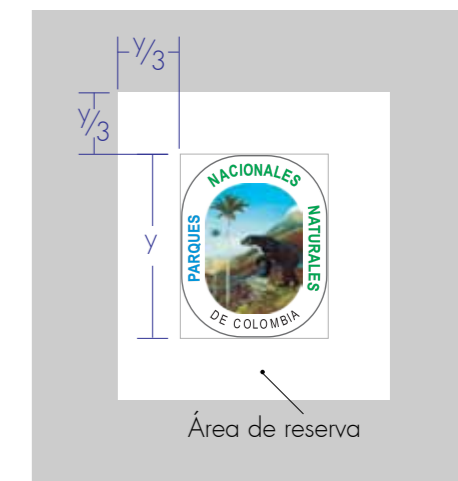 y/3
y/3
y
PARQUES
NACIONALES
NATURALES
DE COLOMBIA
Área de reserva